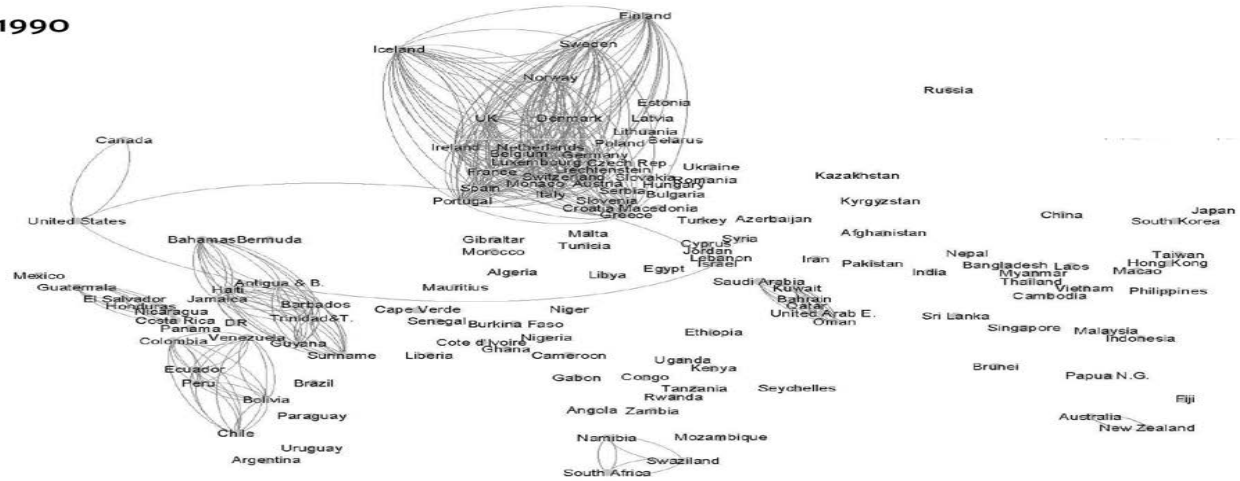 1990
Finland
Iceland
Sweden
Norway
Russia
Estonia
UK
Denmark
Latvia
Lithuania
Canada
Ireland
Netherlands
Poland
Belarus
Belgium
Germany
Luxembourg
Czech Rep
Ukraine
France
Liechtenstein
Switzerland
Slovakia
Romania
Kazakhstan
Spain
Monaco
Austria
Hungary
Serbia
Italy
Bulgaria
Portugal
Slovenia
Kyrgyzstan
Croatia
Macedonia
Greece
United States
Turkey
Azerbaijan
China
Japan
South Korea
Bahamas
Bermuda
Gibraltar
Malta
Tunisia
Cyprus
Syria
Afghanistan
Morocco
Jordan
Lebanon
Israel
Iran
Pakistan
Nepal
Taiwan
Mexico
Algeria
Libya
Egypt
India
Bangladesh
Laos
Hong Kong
Macao
Guatemala
Haiti
Antigua & B.
Mauritius
Saudi Arabia
Kuwait
Myanmar
Thailand
Vietnam
Philippines
El Salvador
Jamaica
Barbados
Bahrain
Cambodia
Honduras
Nicaragua
Cape Verde
Niger
Qatar
Costa Rica
DR
Trinidad&T.
Senegal
Burkina Faso
United Arab E.
Oman
Sri Lanka
Panama
Singapore
Malaysia
Colombia
Venezuela
Guyana
Cote d'Ivoire
Nigeria
Ethiopia
Indonesia
Suriname
Liberia
Ghana
Cameroon
Uganda
Ecuador
Kenya
Brunei
Peru
Brazil
Gabon
Congo
Tanzania
Seychelles
Papua N.G.
Bolivia
Rwanda
Fiji
Paraguay
Angola
Zambia
Australia
Chile
New Zealand
Uruguay
Namibia
Mozambique
Argentina
Swaziland
South Africa